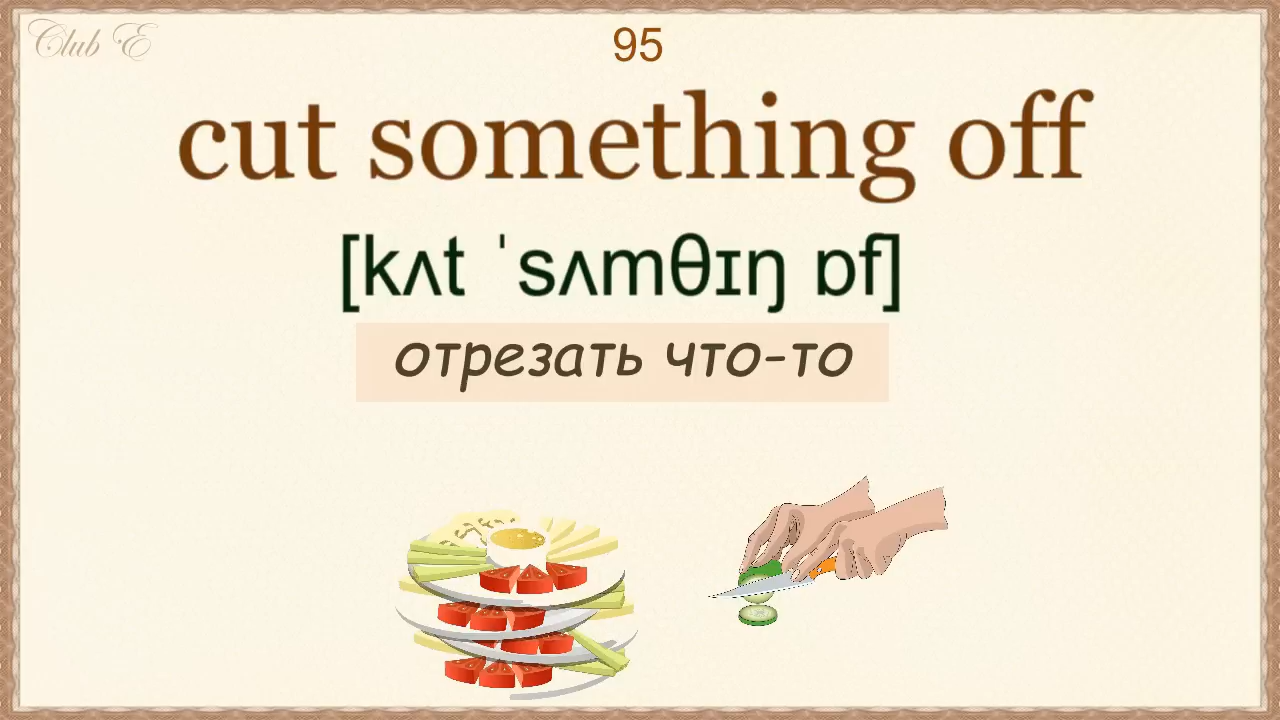 Club E
95
cut something off
[kʌt ˈsʌmθɪŋ ɒf]
отрезать что-то